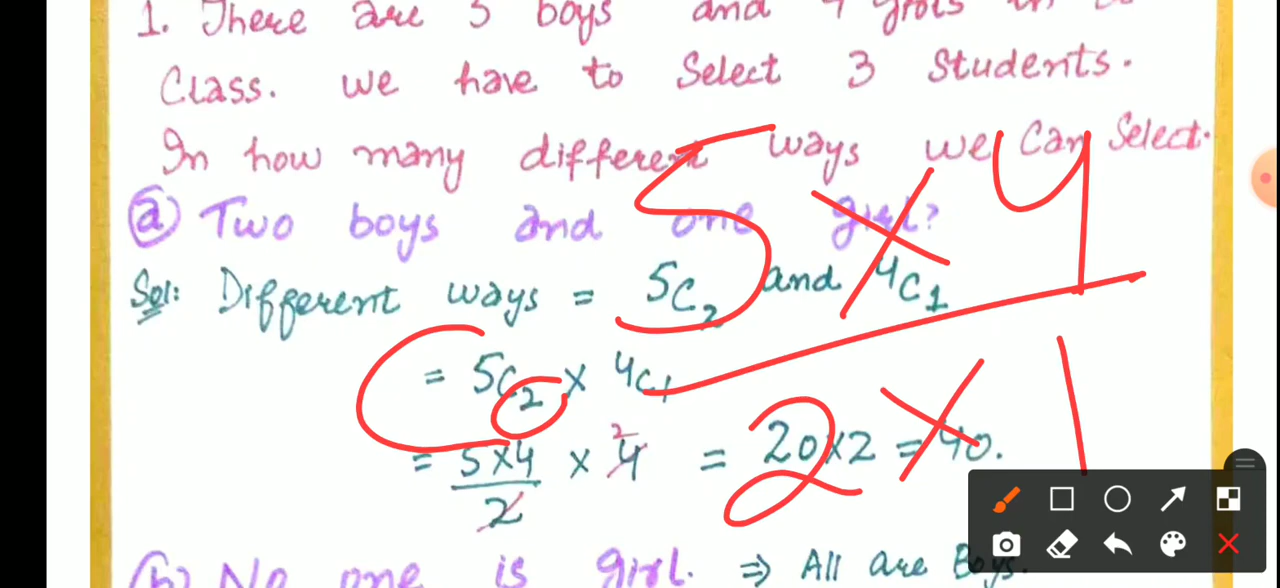 1. There are 5 boys and 4 girls in
Class. we have to Select 3 Students.
In how many different ways we Can Select.
(a) Two boys and one girl?
Sol: Different ways = 5C2 and 4C1
= 5C2 × 4C1
= 5×4/2 × 4 2 = 20×2 = 40.
5 × 4
2 × 1
(b) No one is girl. ⇒ All are Boys.